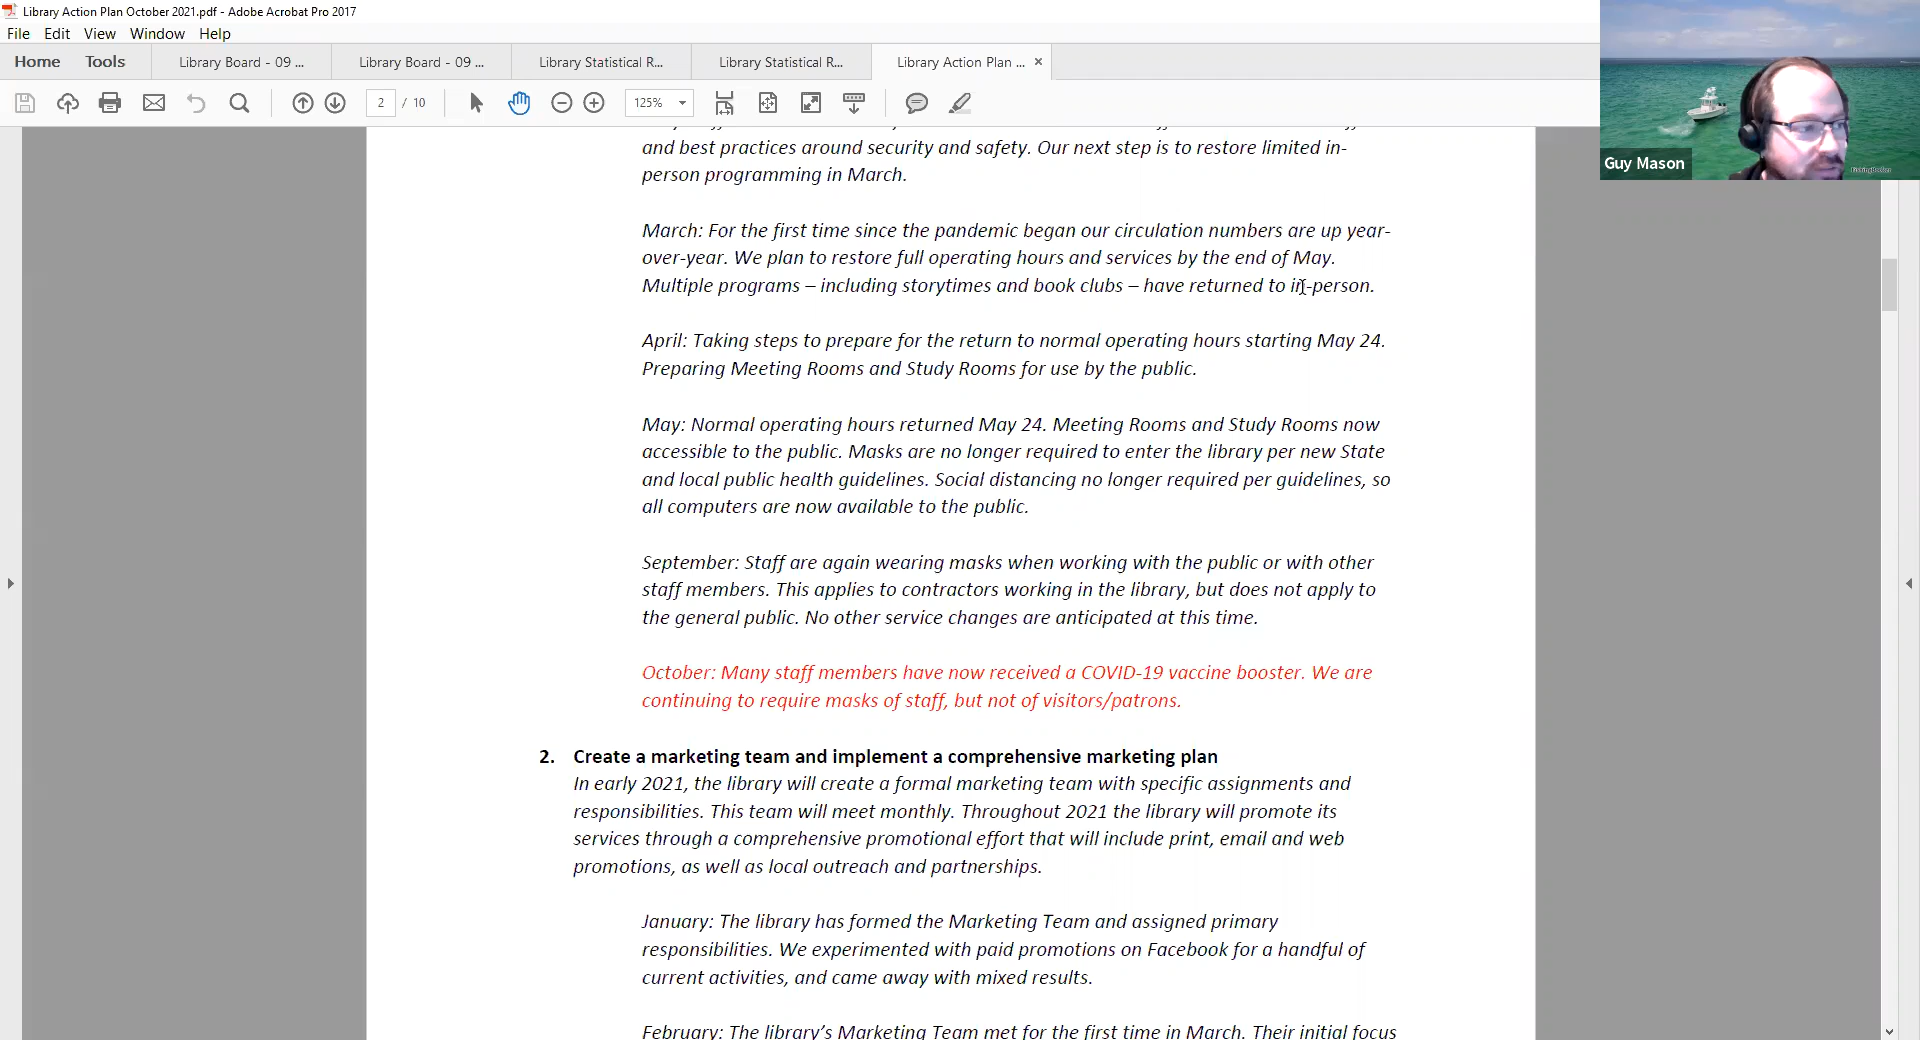 Library Action Plan October 2021.pdf - Adobe Acrobat Pro 2017
File Edit View Window Help
Home Tools Library Board - 09 ... Library Board - 09 ... Library Statistical R... Library Statistical R... Library Action Plan ... ×
2 / 10 125%
Guy Mason
and best practices around security and safety. Our next step is to restore limited in-
person programming in March.
March: For the first time since the pandemic began our circulation numbers are up year-
over-year. We plan to restore full operating hours and services by the end of May.
Multiple programs – including storytimes and book clubs – have returned to in-person.
April: Taking steps to prepare for the return to normal operating hours starting May 24.
Preparing Meeting Rooms and Study Rooms for use by the public.
May: Normal operating hours returned May 24. Meeting Rooms and Study Rooms now
accessible to the public. Masks are no longer required to enter the library per new State
and local public health guidelines. Social distancing no longer required per guidelines, so
all computers are now available to the public.
September: Staff are again wearing masks when working with the public or with other
staff members. This applies to contractors working in the library, but does not apply to
the general public. No other service changes are anticipated at this time.
October: Many staff members have now received a COVID-19 vaccine booster. We are
continuing to require masks of staff, but not of visitors/patrons.
2. Create a marketing team and implement a comprehensive marketing plan
In early 2021, the library will create a formal marketing team with specific assignments and
responsibilities. This team will meet monthly. Throughout 2021 the library will promote its
services through a comprehensive promotional effort that will include print, email and web
promotions, as well as local outreach and partnerships.
January: The library has formed the Marketing Team and assigned primary
responsibilities. We experimented with paid promotions on Facebook for a handful of
current activities, and came away with mixed results.
February: The library's Marketing Team met for the first time in March. Their initial focus